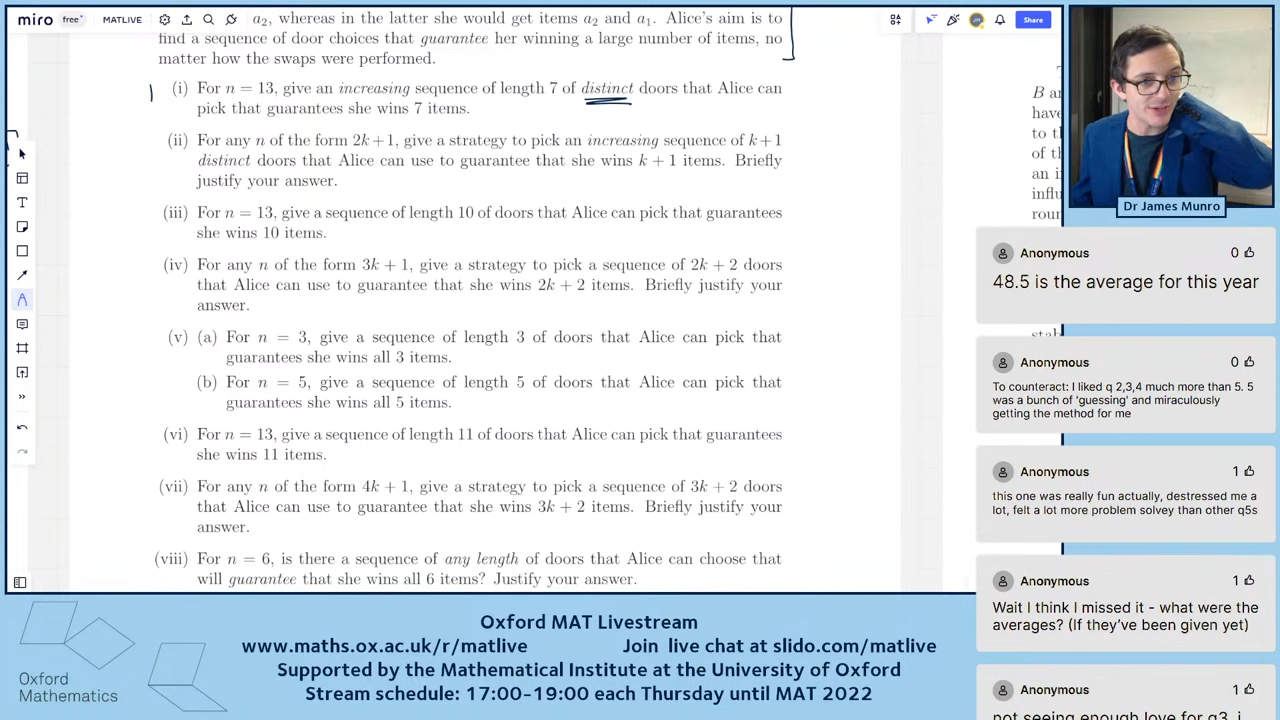 miro
free
MATLIVE
Share
a₂, whereas in the latter she would get items a₂ and a₁. Alice's aim is to
find a sequence of door choices that guarantee her winning a large number of items, no
matter how the swaps were performed.
(i) For n = 13, give an increasing sequence of length 7 of distinct doors that Alice can
pick that guarantees she wins 7 items.
(ii) For any n of the form 2k+1, give a strategy to pick an increasing sequence of k+1
distinct doors that Alice can use to guarantee that she wins k + 1 items. Briefly
justify your answer.
(iii) For n = 13, give a sequence of length 10 of doors that Alice can pick that guarantees
she wins 10 items.
(iv) For any n of the form 3k + 1, give a strategy to pick a sequence of 2k + 2 doors
that Alice can use to guarantee that she wins 2k + 2 items. Briefly justify your
answer.
(v) (a) For n = 3, give a sequence of length 3 of doors that Alice can pick that
guarantees she wins all 3 items.
(b) For n = 5, give a sequence of length 5 of doors that Alice can pick that
guarantees she wins all 5 items.
(vi) For n = 13, give a sequence of length 11 of doors that Alice can pick that guarantees
she wins 11 items.
(vii) For any n of the form 4k + 1, give a strategy to pick a sequence of 3k + 2 doors
that Alice can use to guarantee that she wins 3k + 2 items. Briefly justify your
answer.
(viii) For n = 6, is there a sequence of any length of doors that Alice can choose that
will guarantee that she wins all 6 items? Justify your answer.
B ar
have
to th
of th
an i
influ
roun
Dr James Munro
Anonymous
0
48.5 is the average for this year
Anonymous
0
To counteract: I liked q 2,3,4 much more than 5. 5
was a bunch of 'guessing' and miraculously
getting the method for me
Anonymous
1
this one was really fun actually, destressed me a
lot, felt a lot more problem solvey than other q5s
Anonymous
1
Wait I think I missed it - what were the
averages? (If they've been given yet)
Anonymous
1
not seeing enough love for q3, i
Oxford
Mathematics
Oxford MAT Livestream
www.maths.ox.ac.uk/r/matlive Join live chat at slido.com/matlive
Supported by the Mathematical Institute at the University of Oxford
Stream schedule: 17:00-19:00 each Thursday until MAT 2022